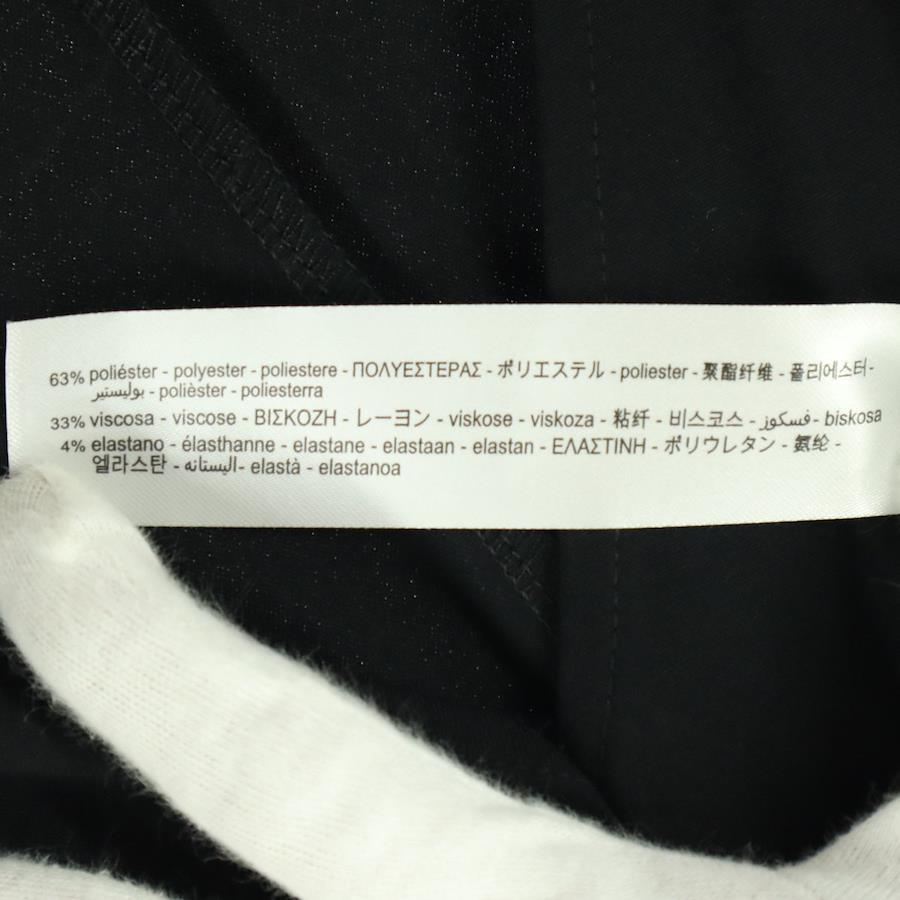 63% poliéster - polyester - poliestere - ΠΟΛΥΕΣΤΕΡΑΣ - ポリエステル - poliester - 聚酯纤维 - 폴리에스터 -
بوليستير - polièster - poliesterra
33% viscosa - viscose - ΒΙΣΚΟΖΗ - レーヨン - viskose - viskoza - 粘纤 - 비스코스 - فسكوز - biskosa
4% elastano - élasthanne - elastane - elastaan - elastan - ΕΛΑΣΤΙΝΗ - ポリウレタン - 氨纶 -
엘라스탄 - اليستانه - elastà - elastanoa